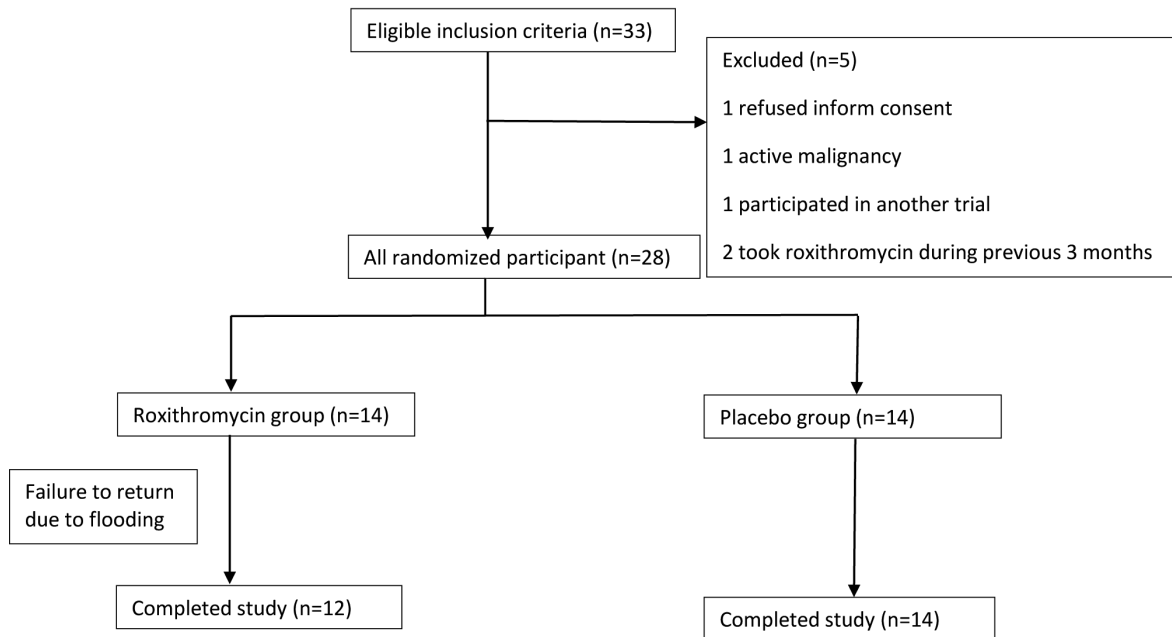 Eligible inclusion criteria (n=33)
Excluded (n=5)
1 refused inform consent
1 active malignancy
1 participated in another trial
2 took roxithromycin during previous 3 months
All randomized participant (n=28)
Roxithromycin group (n=14)
Placebo group (n=14)
Failure to return
due to flooding
Completed study (n=12)
Completed study (n=14)